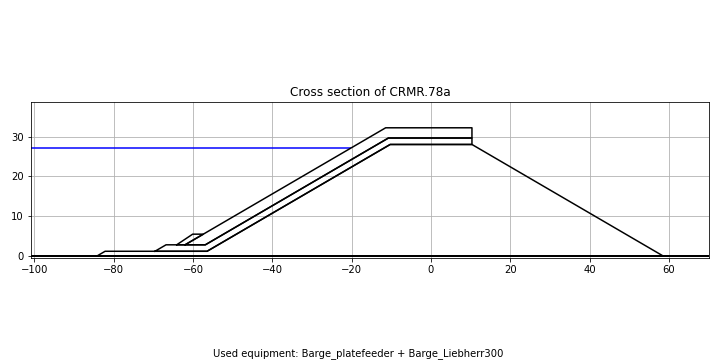 Cross section of CRMR.78a
30
20
10
0
−100 −80 −60 −40 −20 0 20 40 60
Used equipment: Barge_platefeeder + Barge_Liebherr300